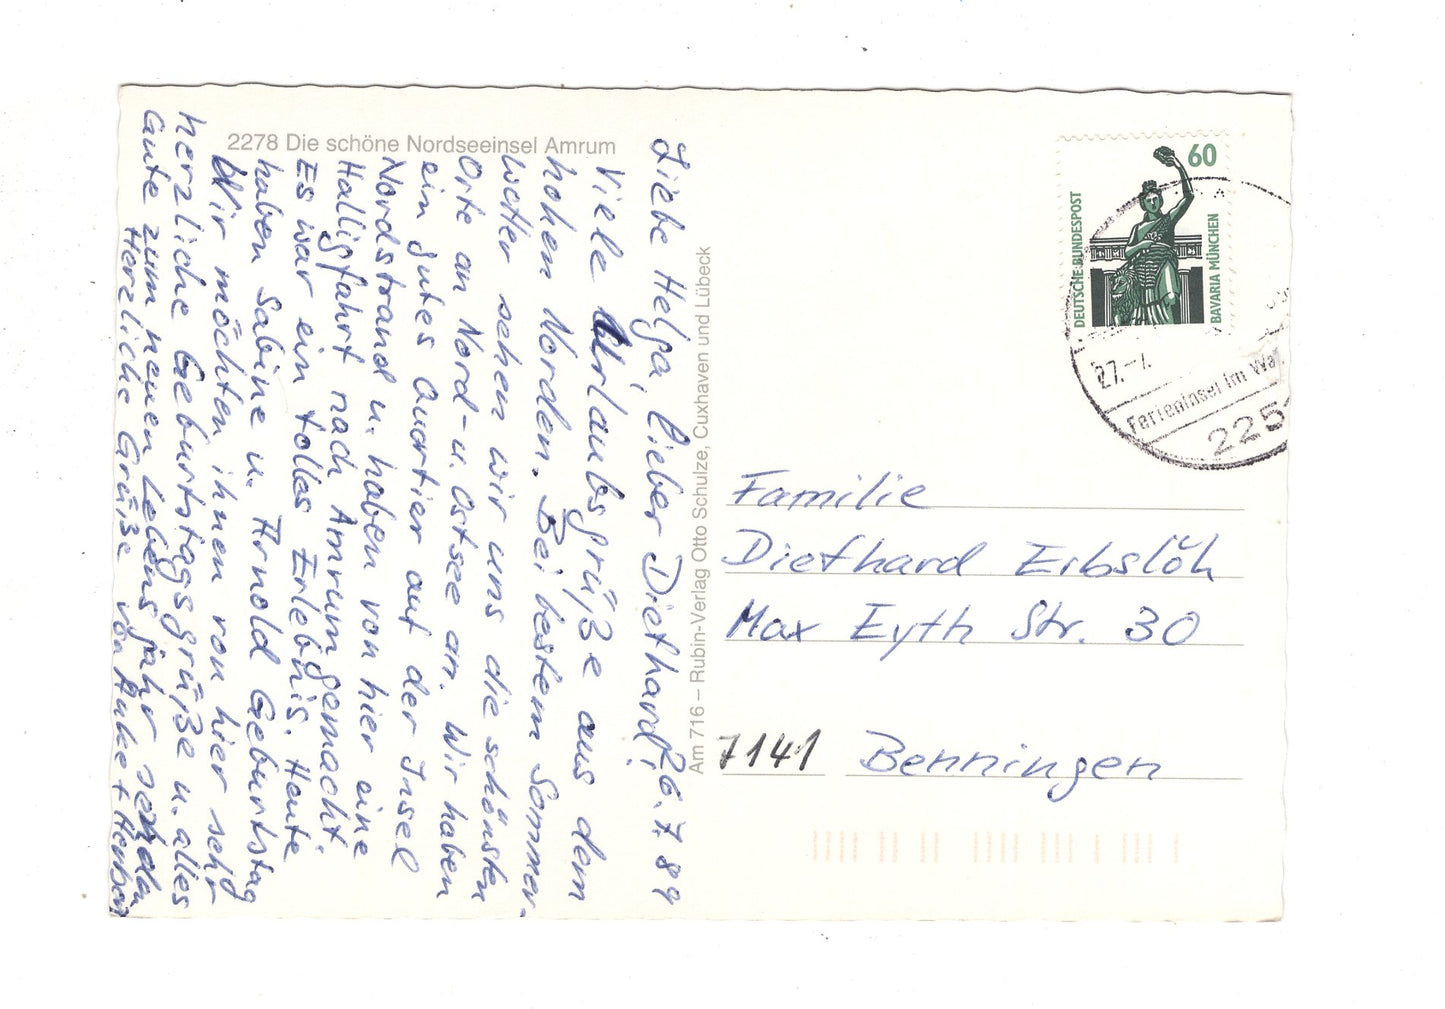 2278 Die schöne Nordseeinsel Amrum
26.7.89
Liebe Helga, lieber Diethard!
Viele Urlaubsgrüße aus dem
hohen Norden. Bei bestem Sommer-
wetter sehen wir uns die schönsten
Orte an Nord- u. Ostsee an. Wir haben
ein gutes Quartier auf der Insel
Nordstrand u. haben von hier eine
Halligfahrt nach Amrum gemacht.
Es war ein tolles Erlebnis. Heute
haben Sabine u. Arnold Geburtstag
Wir möchten ihnen von hier sehr
herzliche Geburtstagsgrüße u. alles
Gute zum neuen Lebensjahr senden
Herzliche Grüße von Anke +
Am 716 – Rubin-Verlag Otto Schulze, Cuxhaven und Lübeck
60
DEUTSCHE BUNDESPOST
BAVARIA MÜNCHEN
27.-7.
Ferieninsel im Wat
225
Familie
Diethard Erbslöh
Max Eyth Str. 30
7141 Benningen